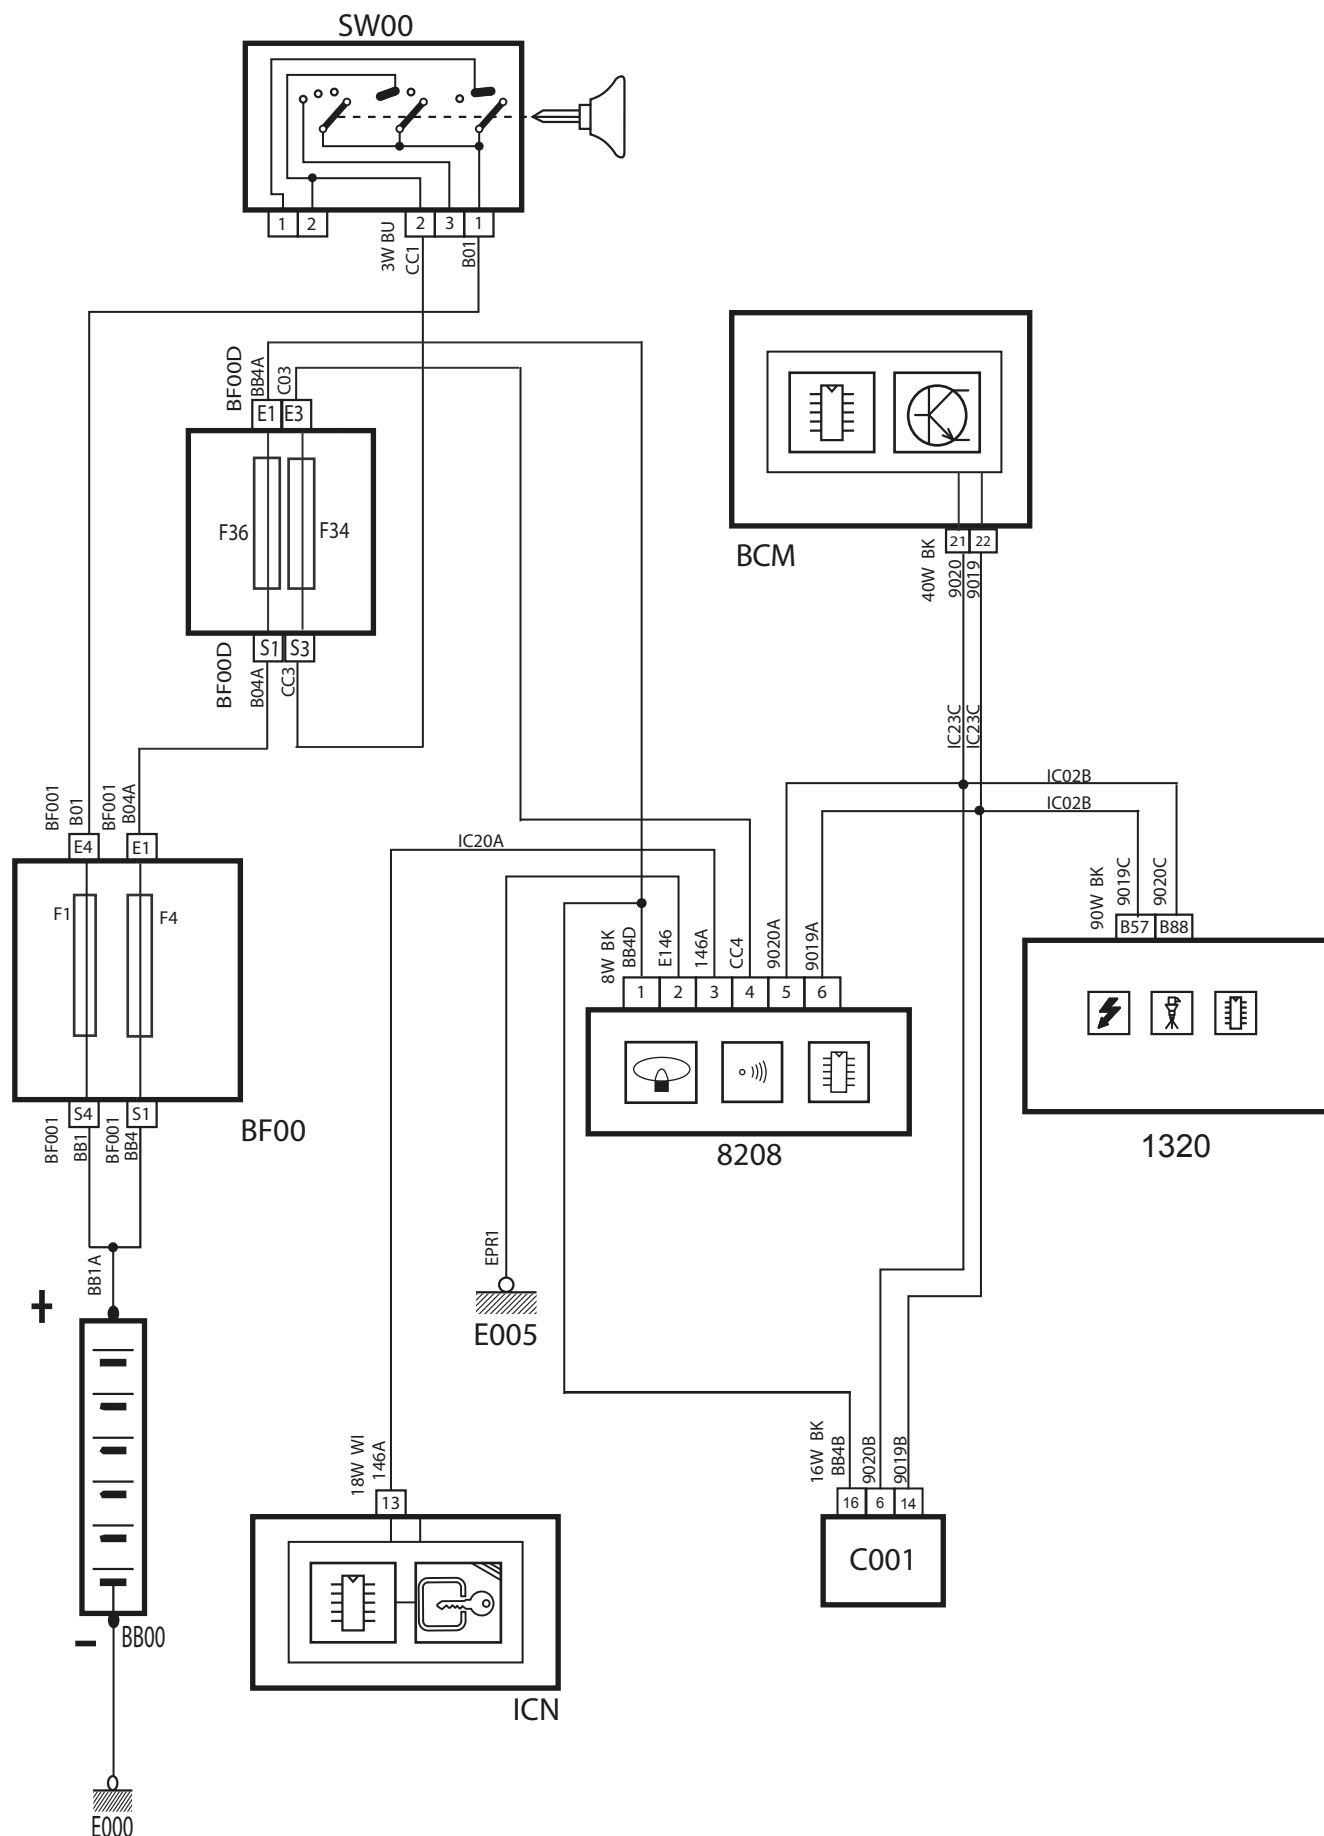 SW00
1 2 2 3 1
3W BU
CC1
B01
BF00D
BB4A
C03
E1 E3
F36
F34
S1 S3
BF00D
B04A
CC3
BCM
21 22
40W BK
9020
9019
IC23C
IC23C
IC02B
IC02B
90W BK
9019C
9020C
B57 B88
1320
BF001
B01
BF001
B04A
E4 E1
F1
F4
S4 S1
BF001
BB1
BF001
BB4
BF00
IC20A
8W BK
BB4D
E146
146A
CC4
9020A
9019A
1 2 3 4 5 6
8208
BB1A
+
-
BB00
E000
EPR1
E005
18W WI
146A
13
ICN
16W BK
BB4B
9020B
9019B
16 6 14
C001